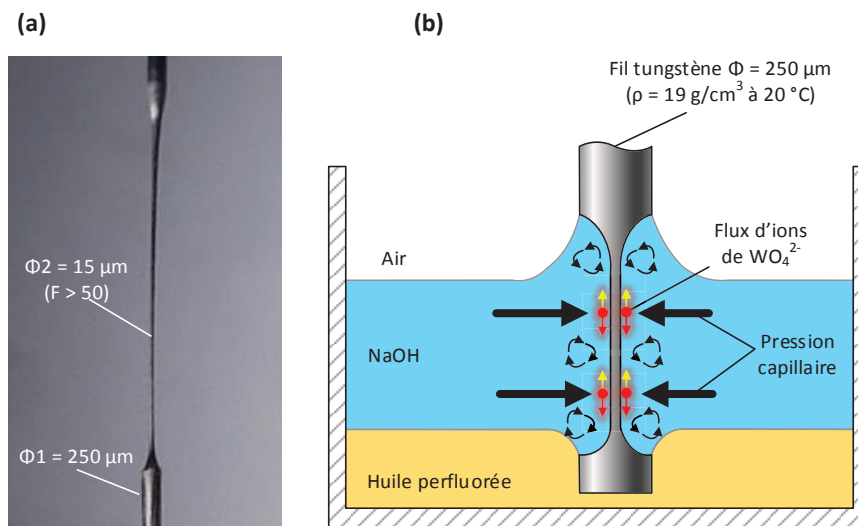 (a)
Φ2 = 15 µm
(F > 50)
Φ1 = 250 µm
(b)
Fil tungstène Φ = 250 µm
(ρ = 19 g/cm³ à 20 °C)
Air
Flux d'ions
de WO₄²⁻
NaOH
Pression
capillaire
Huile perfluorée